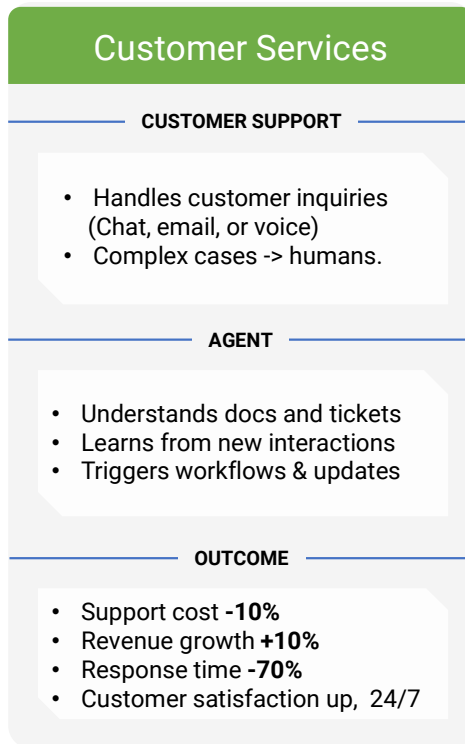 Customer Services
CUSTOMER SUPPORT
• Handles customer inquiries
(Chat, email, or voice)
• Complex cases -> humans.
AGENT
• Understands docs and tickets
• Learns from new interactions
• Triggers workflows & updates
OUTCOME
• Support cost -10%
• Revenue growth +10%
• Response time -70%
• Customer satisfaction up, 24/7